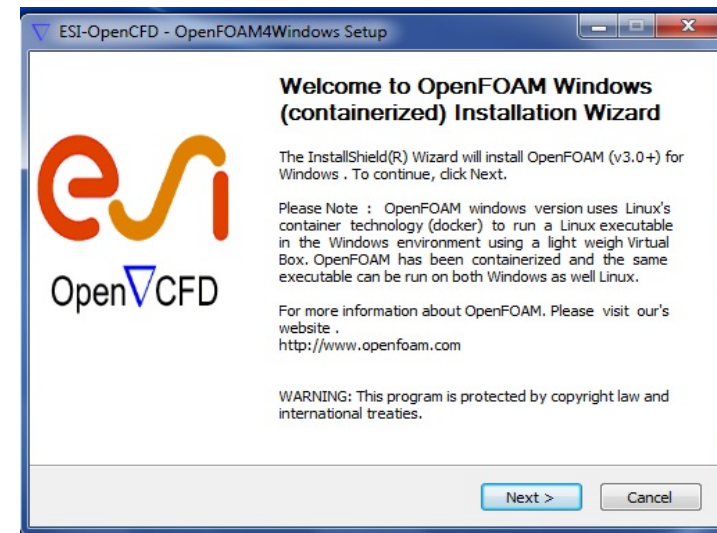 ESI-OpenCFD - OpenFOAM4Windows Setup
Welcome to OpenFOAM Windows
(containerized) Installation Wizard
The InstallShield(R) Wizard will install OpenFOAM (v3.0+) for
Windows . To continue, click Next.
Please Note : OpenFOAM windows version uses Linux's
container technology (docker) to run a Linux executable
in the Windows environment using a light weigh Virtual
Box. OpenFOAM has been containerized and the same
executable can be run on both Windows as well Linux.
For more information about OpenFOAM. Please visit our's
website .
http://www.openfoam.com
WARNING: This program is protected by copyright law and
international treaties.
esi
Open▽CFD
Next >
Cancel